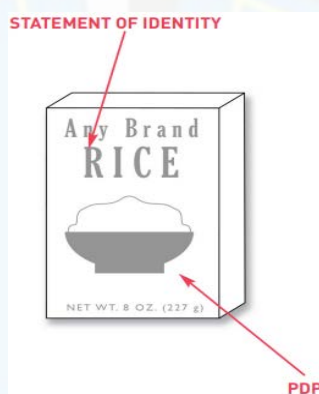 STATEMENT OF IDENTITY
Any Brand
RICE
NET WT. 8 OZ. (227 g)
PDP